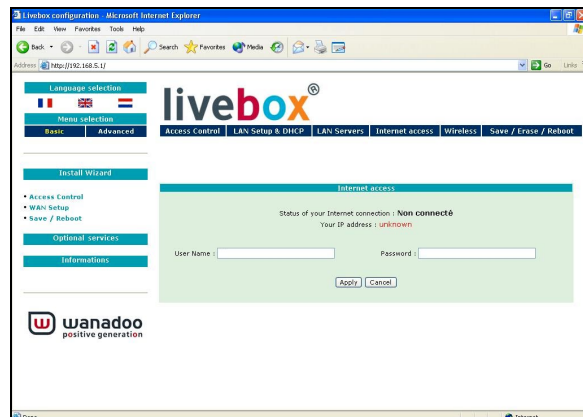 Livebox configuration - Microsoft Internet Explorer
File Edit View Favorites Tools Help
Back Search Favorites Media
Address http://192.168.5.1/ Go Links
Language selection
Menu selection
Basic Advanced
livebox®
Access Control LAN Setup & DHCP LAN Servers Internet access Wireless Save / Erase / Reboot
Install Wizard
Access Control
WAN Setup
Save / Reboot
Optional services
Informations
Internet access
Status of your Internet connection : Non connecté
Your IP address : unknown
User Name : Password :
Apply Cancel
w wanadoo
positive generation
Done Internet